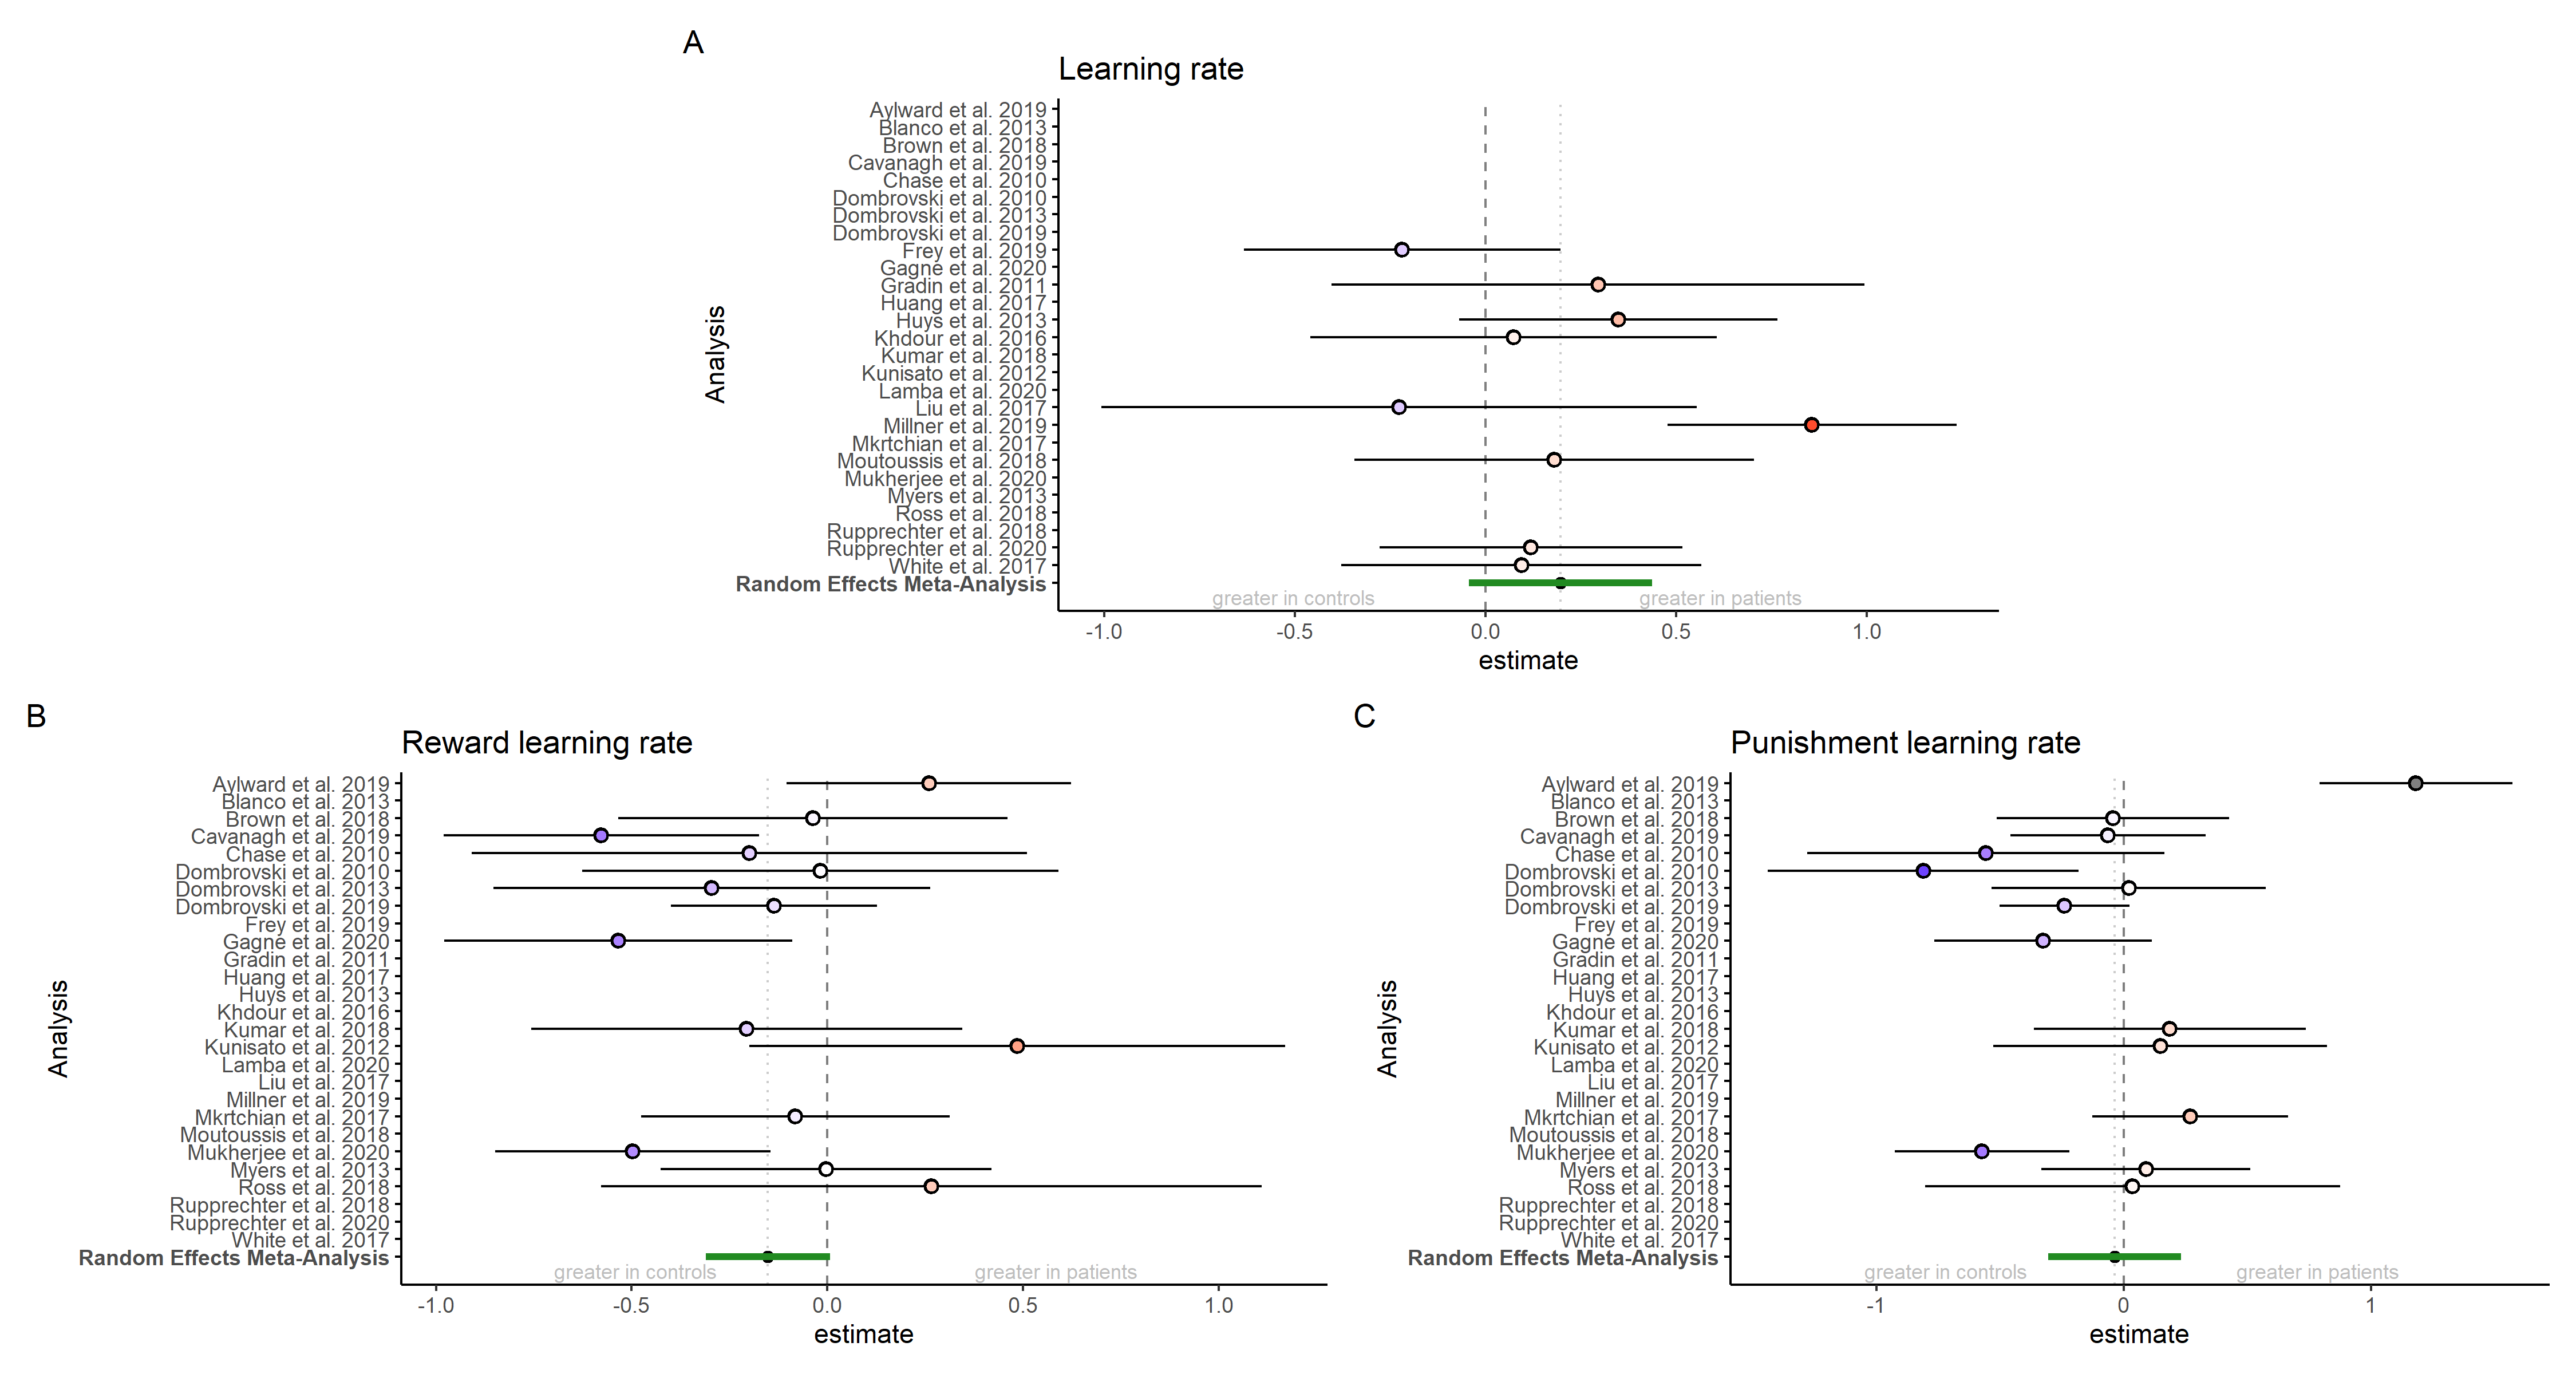 A
Learning rate
Analysis
Aylward et al. 2019
Blanco et al. 2013
Brown et al. 2018
Cavanagh et al. 2019
Chase et al. 2010
Dombrovski et al. 2010
Dombrovski et al. 2013
Dombrovski et al. 2019
Frey et al. 2019
Gagne et al. 2020
Gradin et al. 2011
Huang et al. 2017
Huys et al. 2013
Khdour et al. 2016
Kumar et al. 2018
Kunisato et al. 2012
Lamba et al. 2020
Liu et al. 2017
Millner et al. 2019
Mkrtchian et al. 2017
Moutoussis et al. 2018
Mukherjee et al. 2020
Myers et al. 2013
Ross et al. 2018
Rupprechter et al. 2018
Rupprechter et al. 2020
White et al. 2017
Random Effects Meta-Analysis
greater in controls greater in patients
-1.0 -0.5 0.0 0.5 1.0
estimate
B
Reward learning rate
Analysis
Aylward et al. 2019
Blanco et al. 2013
Brown et al. 2018
Cavanagh et al. 2019
Chase et al. 2010
Dombrovski et al. 2010
Dombrovski et al. 2013
Dombrovski et al. 2019
Frey et al. 2019
Gagne et al. 2020
Gradin et al. 2011
Huang et al. 2017
Huys et al. 2013
Khdour et al. 2016
Kumar et al. 2018
Kunisato et al. 2012
Lamba et al. 2020
Liu et al. 2017
Millner et al. 2019
Mkrtchian et al. 2017
Moutoussis et al. 2018
Mukherjee et al. 2020
Myers et al. 2013
Ross et al. 2018
Rupprechter et al. 2018
Rupprechter et al. 2020
White et al. 2017
Random Effects Meta-Analysis
greater in controls greater in patients
-1.0 -0.5 0.0 0.5 1.0
estimate
C
Punishment learning rate
Analysis
Aylward et al. 2019
Blanco et al. 2013
Brown et al. 2018
Cavanagh et al. 2019
Chase et al. 2010
Dombrovski et al. 2010
Dombrovski et al. 2013
Dombrovski et al. 2019
Frey et al. 2019
Gagne et al. 2020
Gradin et al. 2011
Huang et al. 2017
Huys et al. 2013
Khdour et al. 2016
Kumar et al. 2018
Kunisato et al. 2012
Lamba et al. 2020
Liu et al. 2017
Millner et al. 2019
Mkrtchian et al. 2017
Moutoussis et al. 2018
Mukherjee et al. 2020
Myers et al. 2013
Ross et al. 2018
Rupprechter et al. 2018
Rupprechter et al. 2020
White et al. 2017
Random Effects Meta-Analysis
greater in controls greater in patients
-1 0 1
estimate